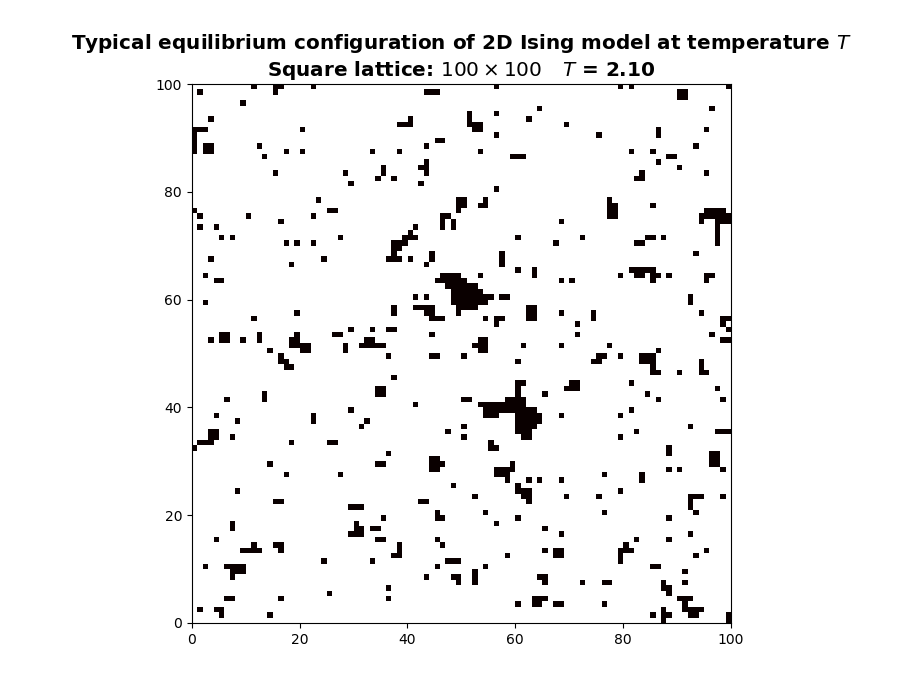 Typical equilibrium configuration of 2D Ising model at temperature T
Square lattice: 100 × 100 T = 2.10
100
80
60
40
20
0
0 20 40 60 80 100